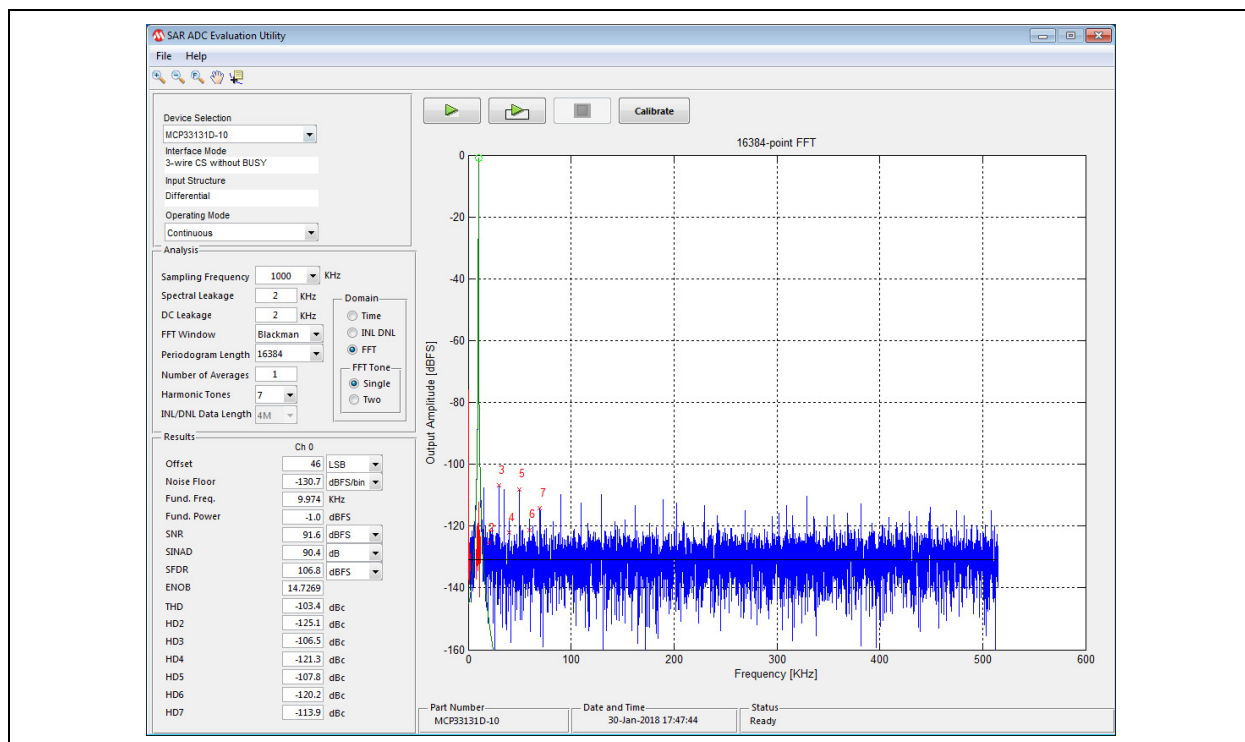 SAR ADC Evaluation Utility
File Help
Calibrate
Device Selection
MCP33131D-10
Interface Mode
3-wire CS without BUSY
Input Structure
Differential
Operating Mode
Continuous
Analysis
Sampling Frequency 1000 KHz
Spectral Leakage 2 KHz
DC Leakage 2 KHz
FFT Window Blackman
Periodogram Length 16384
Number of Averages 1
Harmonic Tones 7
INL/DNL Data Length 4M
Domain
Time
INL DNL
FFT
FFT Tone
Single
Two
Results
Ch 0
Offset 46 LSB
Noise Floor -130.7 dBFS/bin
Fund. Freq. 9.974 KHz
Fund. Power -1.0 dBFS
SNR 91.6 dBFS
SINAD 90.4 dB
SFDR 106.8 dBFS
ENOB 14.7269
THD -103.4 dBc
HD2 -125.1 dBc
HD3 -106.5 dBc
HD4 -121.3 dBc
HD5 -107.8 dBc
HD6 -120.2 dBc
HD7 -113.9 dBc
16384-point FFT
Output Amplitude [dBFS]
0
-20
-40
-60
-80
-100
-120
-140
-160
2 3 4 5 6 7
0 100 200 300 400 500 600
Frequency [KHz]
Part Number
MCP33131D-10
Date and Time
30-Jan-2018 17:47:44
Status
Ready